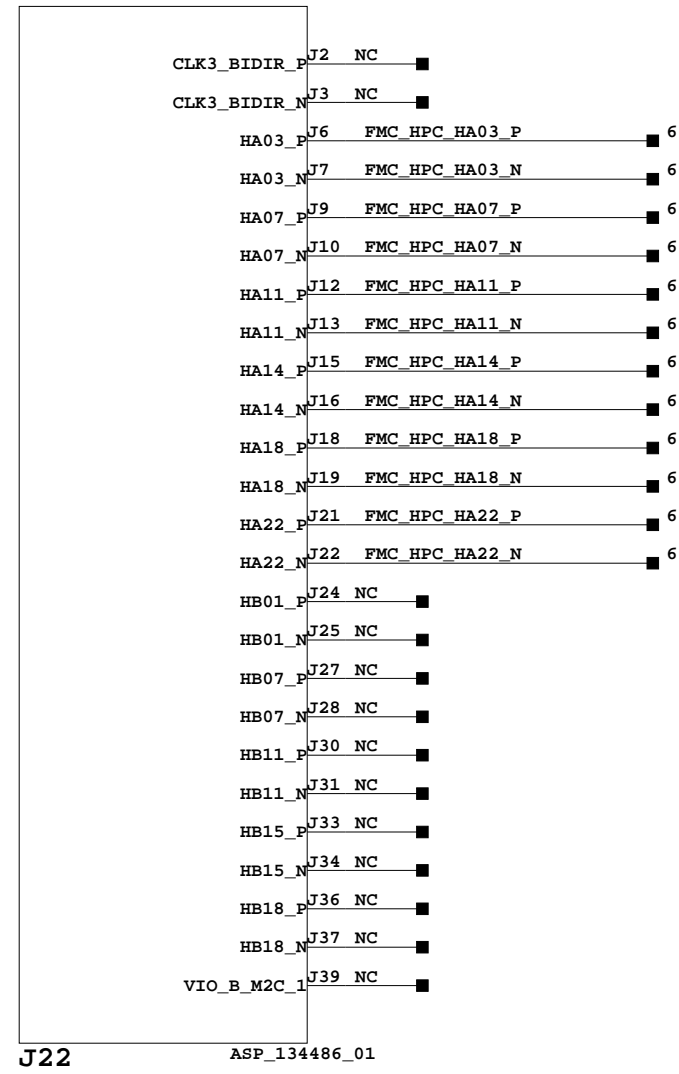 CLK3_BIDIR_P J2 NC
CLK3_BIDIR_N J3 NC
HA03_P J6 FMC_HPC_HA03_P 6
HA03_N J7 FMC_HPC_HA03_N 6
HA07_P J9 FMC_HPC_HA07_P 6
HA07_N J10 FMC_HPC_HA07_N 6
HA11_P J12 FMC_HPC_HA11_P 6
HA11_N J13 FMC_HPC_HA11_N 6
HA14_P J15 FMC_HPC_HA14_P 6
HA14_N J16 FMC_HPC_HA14_N 6
HA18_P J18 FMC_HPC_HA18_P 6
HA18_N J19 FMC_HPC_HA18_N 6
HA22_P J21 FMC_HPC_HA22_P 6
HA22_N J22 FMC_HPC_HA22_N 6
HB01_P J24 NC
HB01_N J25 NC
HB07_P J27 NC
HB07_N J28 NC
HB11_P J30 NC
HB11_N J31 NC
HB15_P J33 NC
HB15_N J34 NC
HB18_P J36 NC
HB18_N J37 NC
VIO_B_M2C_1 J39 NC
J22 ASP_134486_01